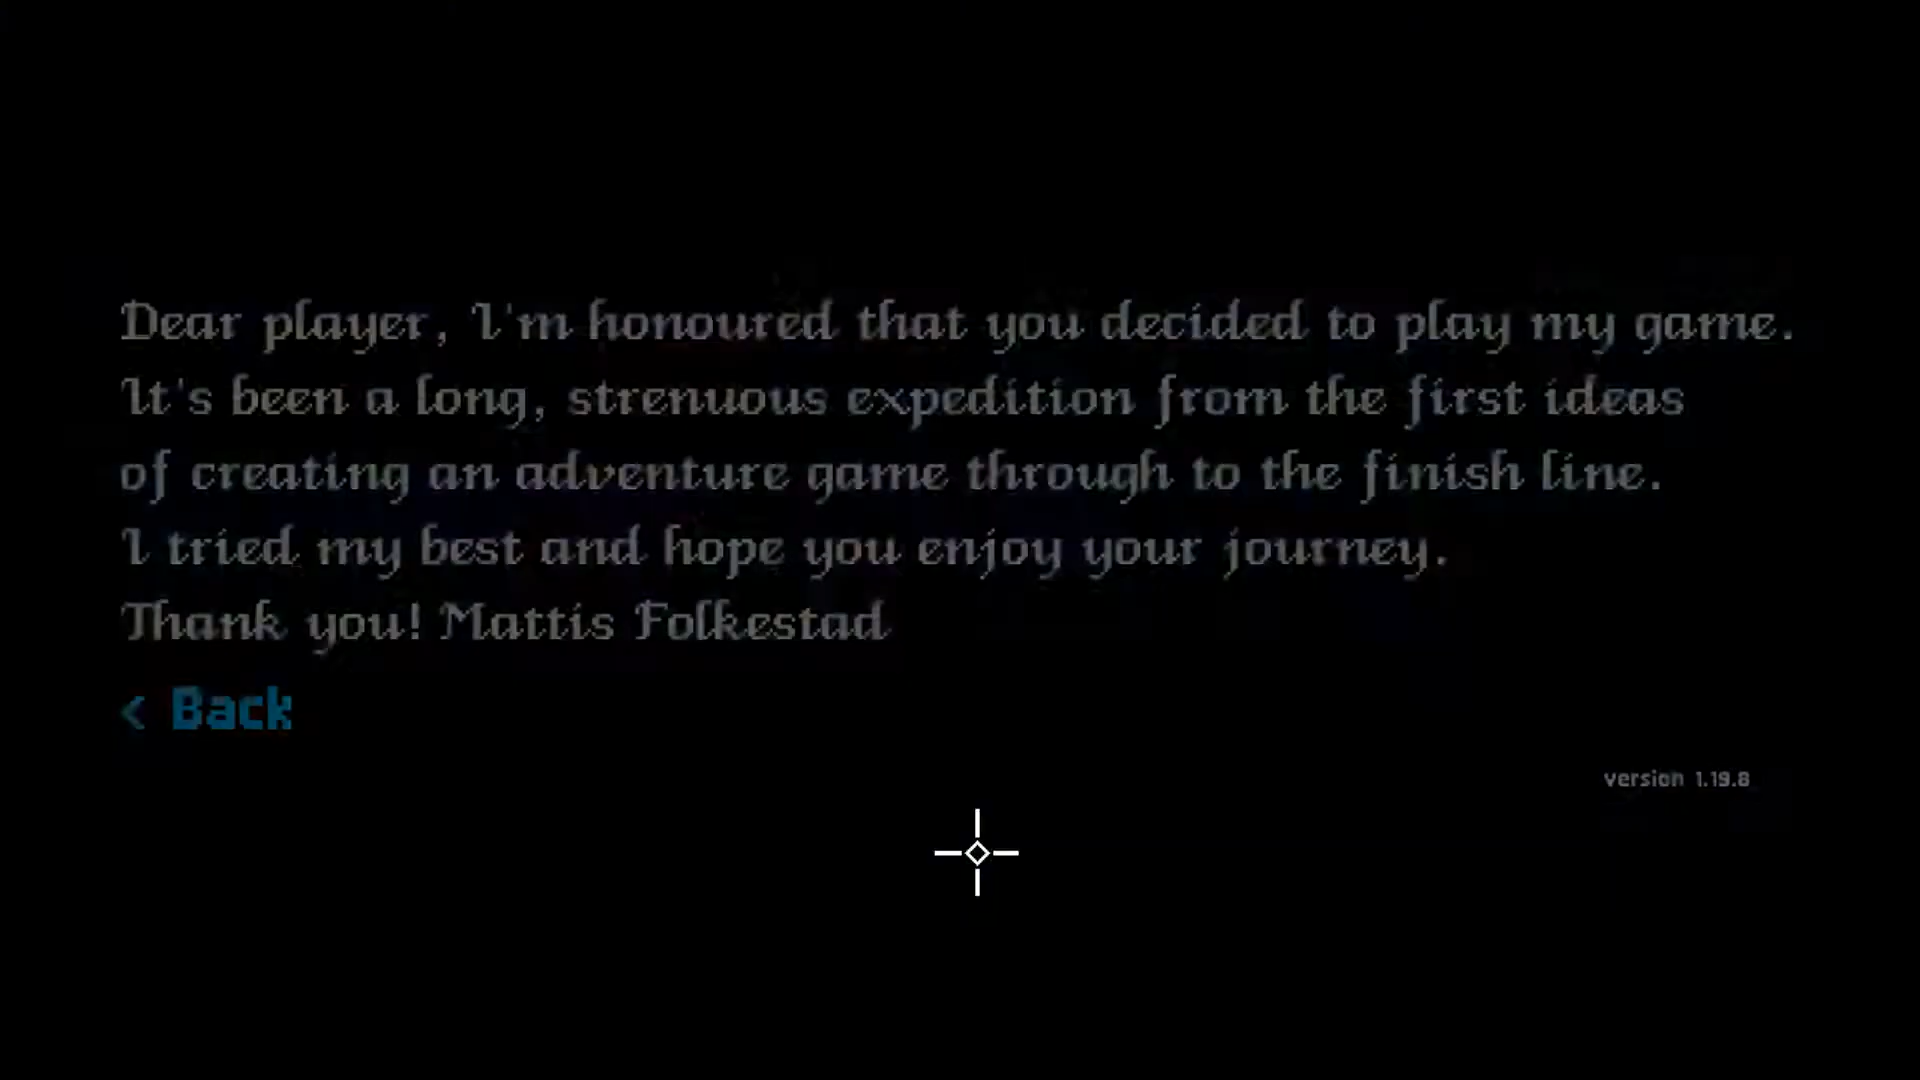 Dear player, I'm honoured that you decided to play my game.
It's been a long, strenuous expedition from the first ideas
of creating an adventure game through to the finish line.
I tried my best and hope you enjoy your journey.
Thank you! Mattis Folkestad
< Back
version 1.19.8